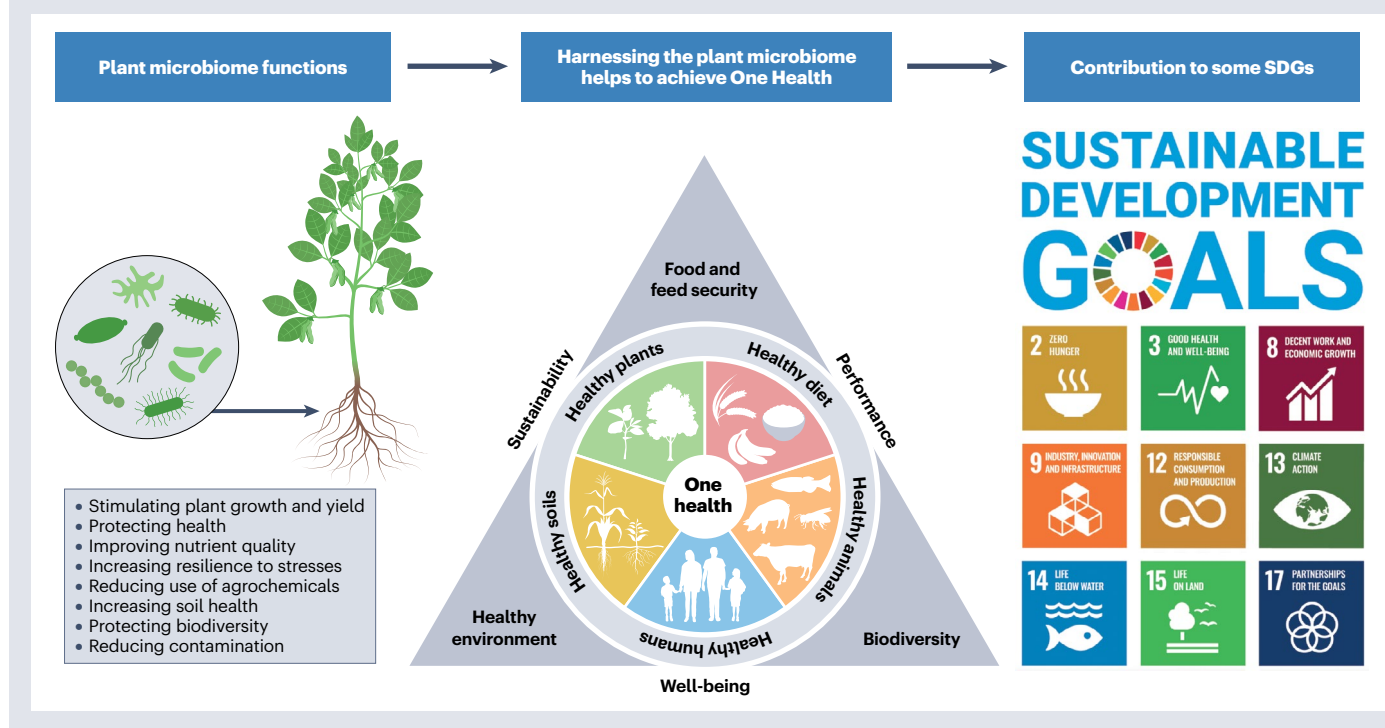 Plant microbiome functions
Harnessing the plant microbiome
helps to achieve One Health
Contribution to some SDGs
• Stimulating plant growth and yield
• Protecting health
• Improving nutrient quality
• Increasing resilience to stresses
• Reducing use of agrochemicals
• Increasing soil health
• Protecting biodiversity
• Reducing contamination
Food and
feed security
Sustainability
Performance
Healthy plants
Healthy diet
Healthy soils
One
health
Healthy animals
Healthy humans
Healthy
environment
Biodiversity
Well-being
SUSTAINABLE
DEVELOPMENT
GOALS
2 ZERO
HUNGER
3 GOOD HEALTH
AND WELL-BEING
8 DECENT WORK AND
ECONOMIC GROWTH
9 INDUSTRY, INNOVATION
AND INFRASTRUCTURE
12 RESPONSIBLE
CONSUMPTION
AND PRODUCTION
13 CLIMATE
ACTION
14 LIFE
BELOW WATER
15 LIFE
ON LAND
17 PARTNERSHIPS
FOR THE GOALS